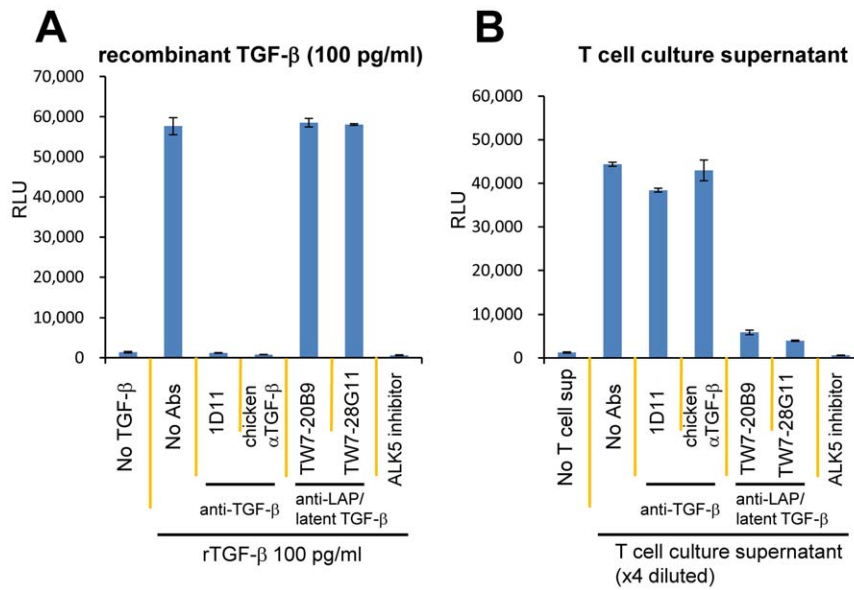 A
recombinant TGF-β (100 pg/ml)
70,000
60,000
50,000
40,000
30,000
20,000
10,000
0
RLU
No TGF-β
No Abs
1D11
chicken
αTGF-β
TW7-20B9
TW7-28G11
ALK5 inhibitor
anti-TGF-β
anti-LAP/
latent TGF-β
rTGF-β 100 pg/ml
B
T cell culture supernatant
60,000
50,000
40,000
30,000
20,000
10,000
0
RLU
No T cell sup
No Abs
1D11
chicken
αTGF-β
TW7-20B9
TW7-28G11
ALK5 inhibitor
anti-TGF-β
anti-LAP/
latent TGF-β
T cell culture supernatant
(x4 diluted)